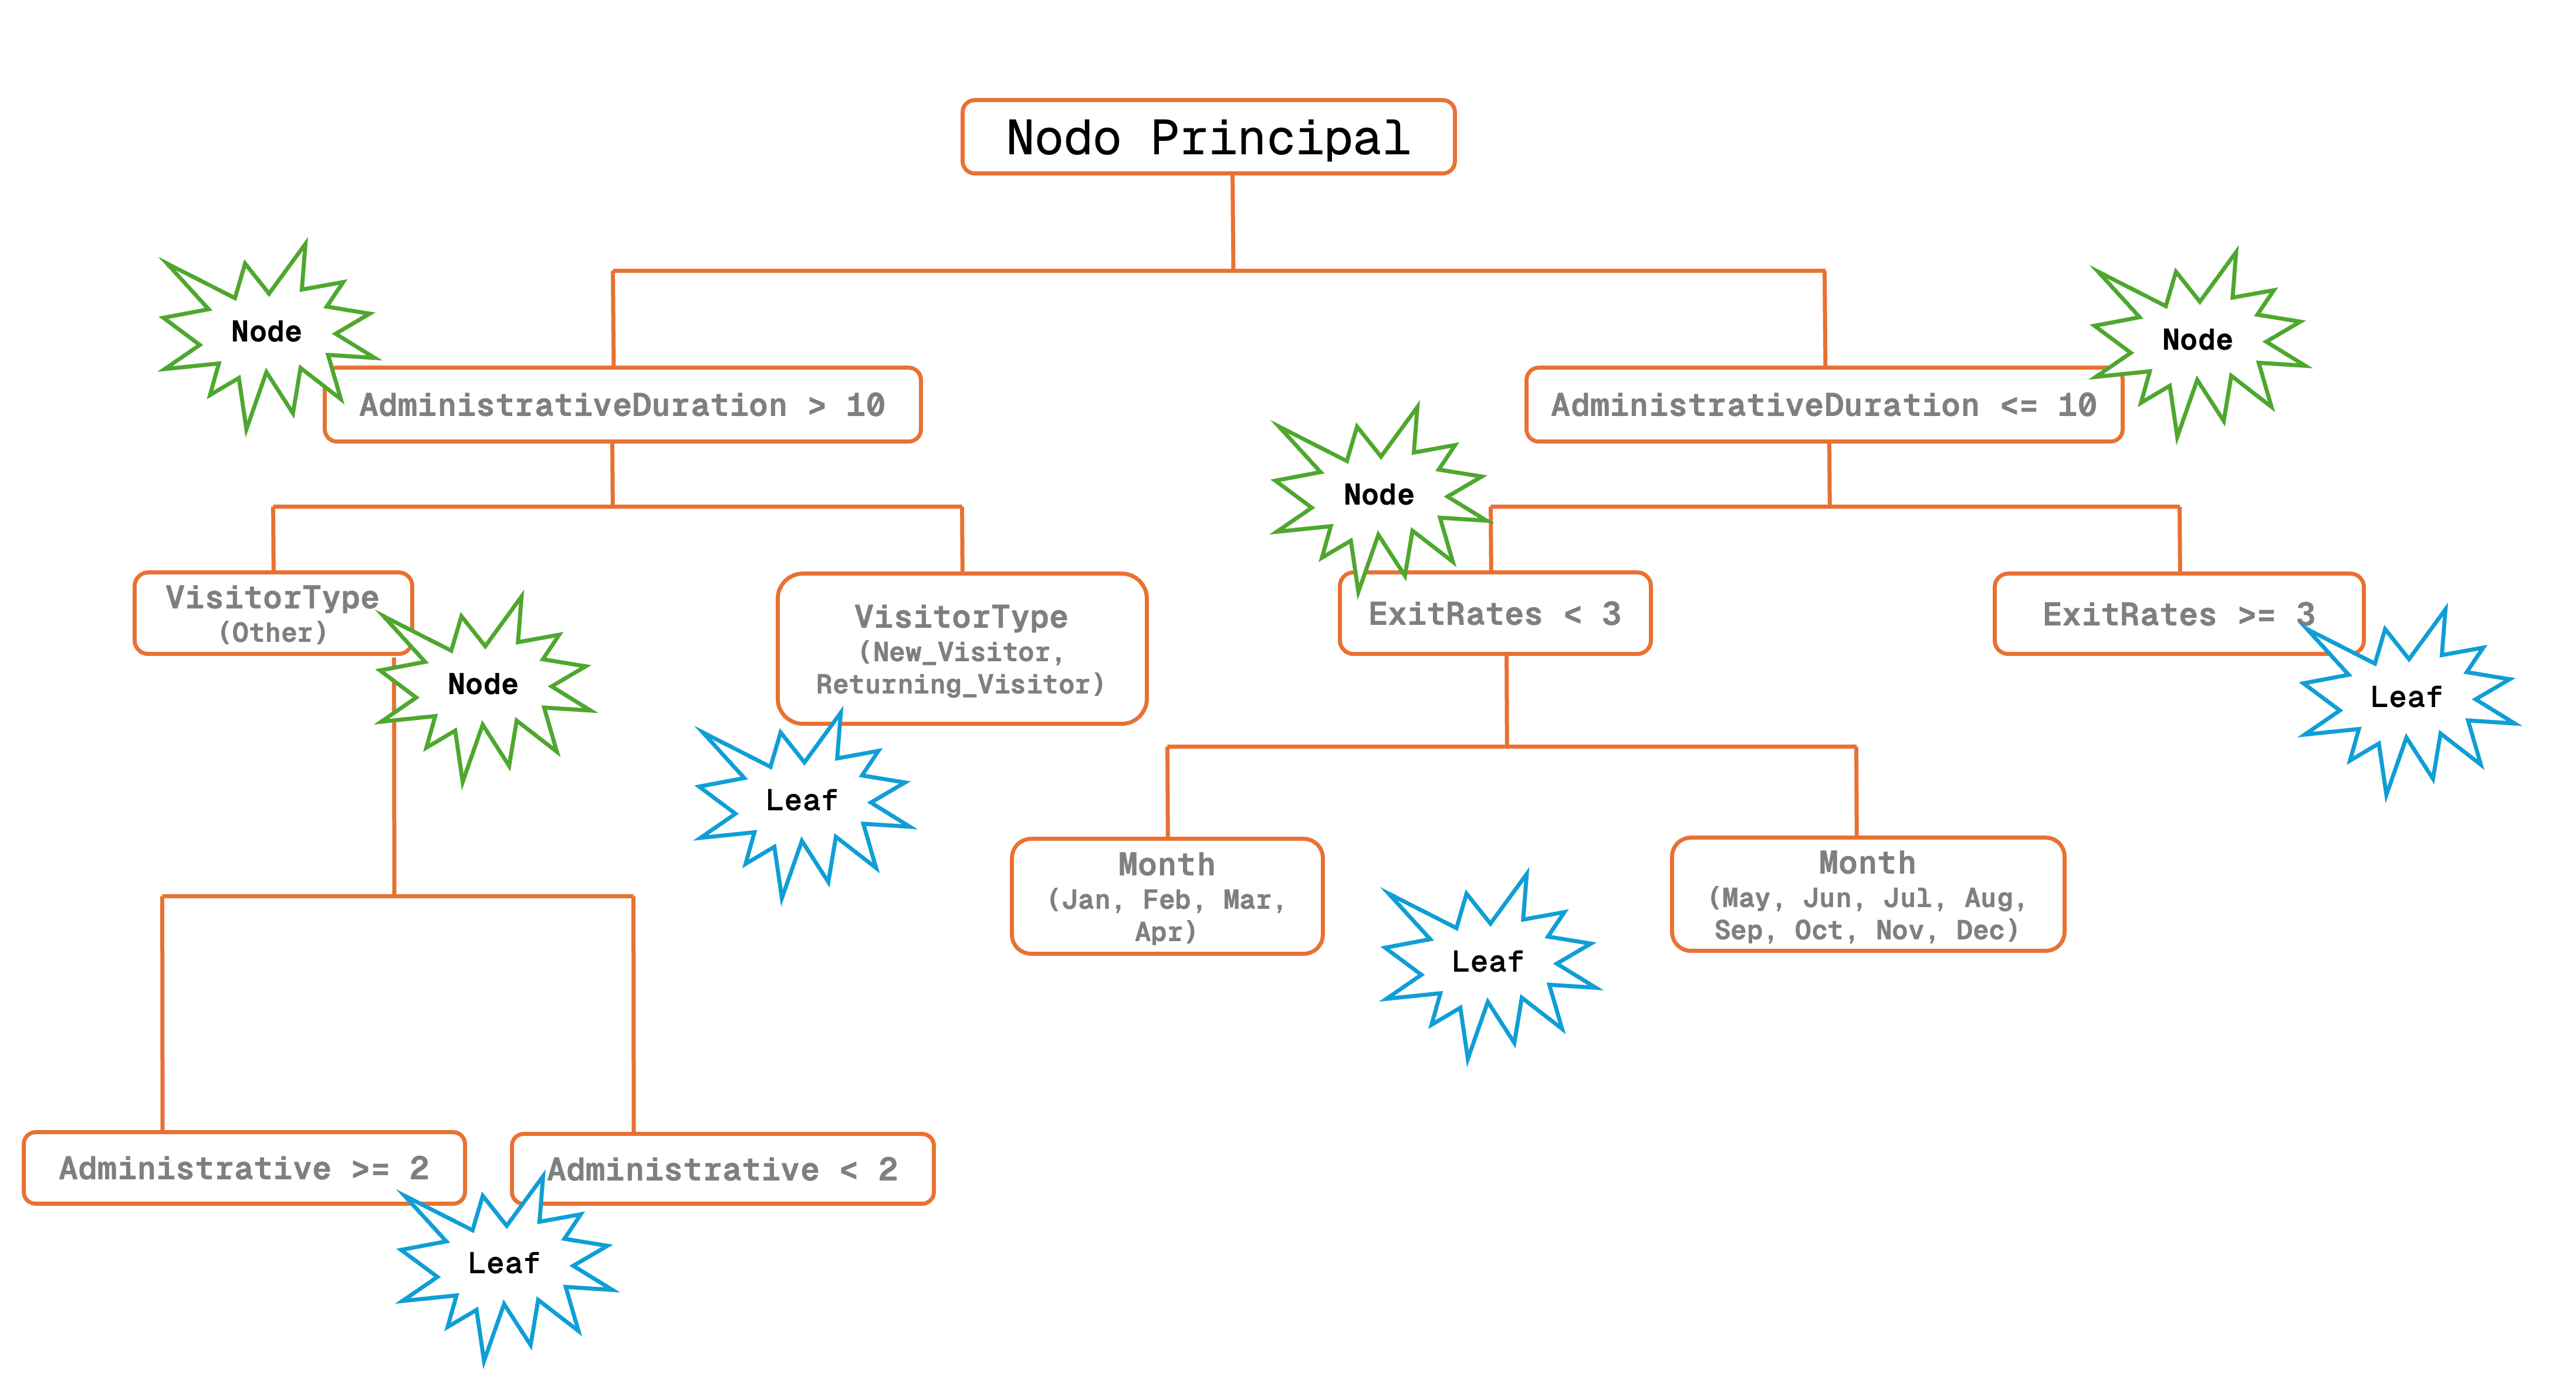 Nodo Principal
Node
Node
AdministrativeDuration > 10
AdministrativeDuration <= 10
Node
VisitorType
(Other)
Node
VisitorType
(New_Visitor,
Returning_Visitor)
Leaf
ExitRates < 3
ExitRates >= 3
Leaf
Month
(Jan, Feb, Mar,
Apr)
Leaf
Month
(May, Jun, Jul, Aug,
Sep, Oct, Nov, Dec)
Administrative >= 2
Administrative < 2
Leaf